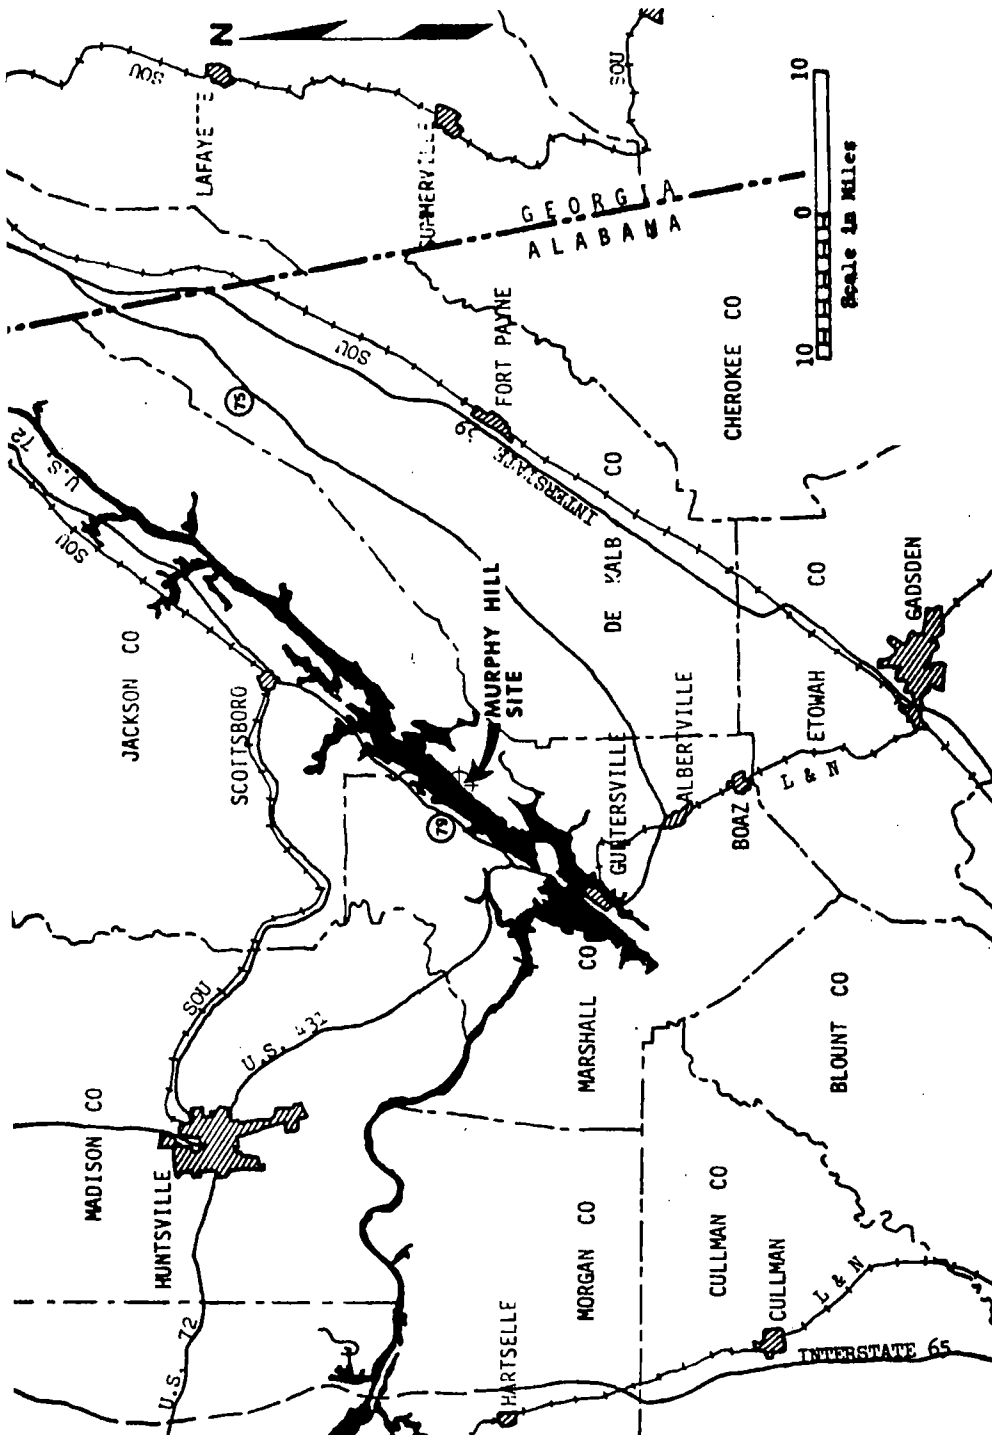 N
SOU
LAFAYETTE
SUMMERVILLE
SOU
GEORGIA
ALABAMA
10 0 10
Scale in Miles
75
SOU
FORT PAYNE
INTERSTATE 59
CHEROKEE CO
U.S. 72
SOU
JACKSON CO
SCOTTSBORO
MURPHY HILL
SITE
DE KALB CO
GADSDEN
ETOWAH CO
ALBERTVILLE
GUNTERSVILLE
BOAZ
L & N
79
SOU
U.S. 431
MADISON CO
HUNTSVILLE
U.S. 72
MARSHALL CO
BLOUNT CO
MORGAN CO
CULLMAN CO
CULLMAN
L & N
HARTSELLE
INTERSTATE 65